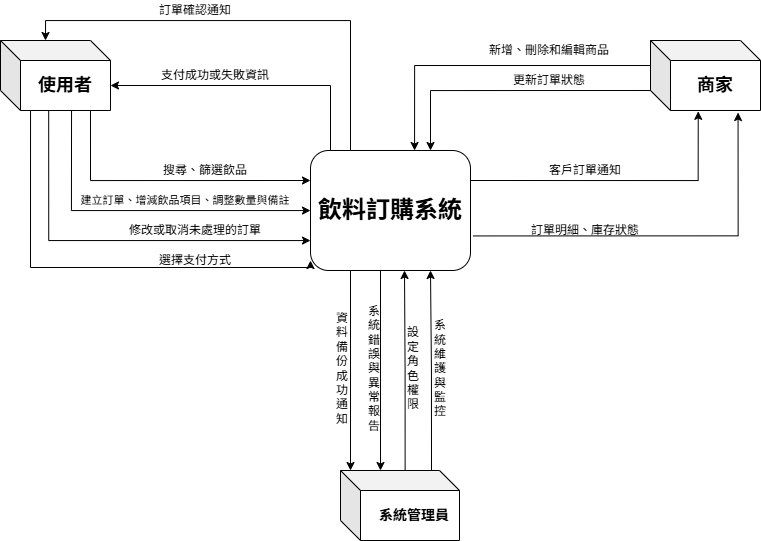 訂單確認通知
新增、刪除和編輯商品
支付成功或失敗資訊
更新訂單狀態
使用者
商家
搜尋、篩選飲品
客戶訂單通知
建立訂單、增減飲品項目、調整數量與備註
飲料訂購系統
修改或取消未處理的訂單
訂單明細、庫存狀態
選擇支付方式
資料備份成功通知
系統錯誤與異常報告
設定角色權限
系統維護與監控
系統管理員